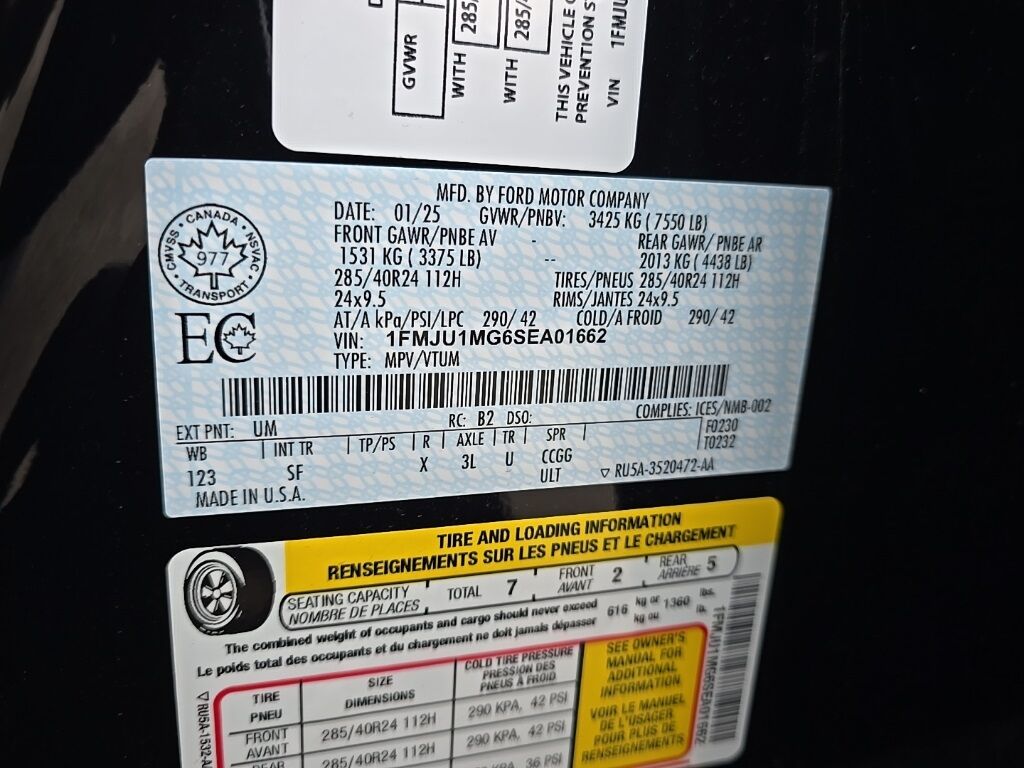 GVWR
WITH 285/
WITH 285/
THIS VEHICLE
PREVENTION
VIN 1FMJU
MFD. BY FORD MOTOR COMPANY
DATE: 01/25 GVWR/PNBV: 3425 KG ( 7550 LB)
FRONT GAWR/PNBE AV - REAR GAWR/ PNBE AR
1531 KG ( 3375 LB) -- 2013 KG ( 4438 LB)
285/40R24 112H TIRES/PNEUS 285/40R24 112H
24x9.5 RIMS/JANTES 24x9.5
AT/A kPa/PSI/LPC 290/ 42 COLD/A FROID 290/ 42
VIN: 1FMJU1MG6SEA01662
TYPE: MPV/VTUM
CANADA
CMVSS NSVAC
977
TRANSPORT
EC
EXT PNT: UM RC: B2 DSO: COMPLIES: ICES/NMB-002
WB | INT TR | TP/PS | R | AXLE | TR | SPR | F0230
123 SF X 3L U CCGG T0232
ULT ▽ RU5A-3520472-AA
MADE IN U.S.A.
TIRE AND LOADING INFORMATION
RENSEIGNEMENTS SUR LES PNEUS ET LE CHARGEMENT
SEATING CAPACITY TOTAL 7 FRONT 2 REAR 5
NOMBRE DE PLACES AVANT ARRIÈRE
The combined weight of occupants and cargo should never exceed 616 kg or 1360 lbs.
Le poids total des occupants et du chargement ne doit jamais dépasser kg ou lb.
TIRE SIZE COLD TIRE PRESSURE
PNEU DIMENSIONS PRESSION DES
PNEUS À FROID
FRONT 285/40R24 112H 290 KPA, 42 PSI
AVANT
REAR 285/40R24 112H 290 KPA, 42 PSI
36 PSI
SEE OWNER'S
MANUAL FOR
ADDITIONAL
INFORMATION
VOIR LE MANUEL
DE L'USAGER
POUR PLUS DE
RENSEIGNEMENTS
▽ RU5A-1532-A
1FMJU1MG6SEA01662